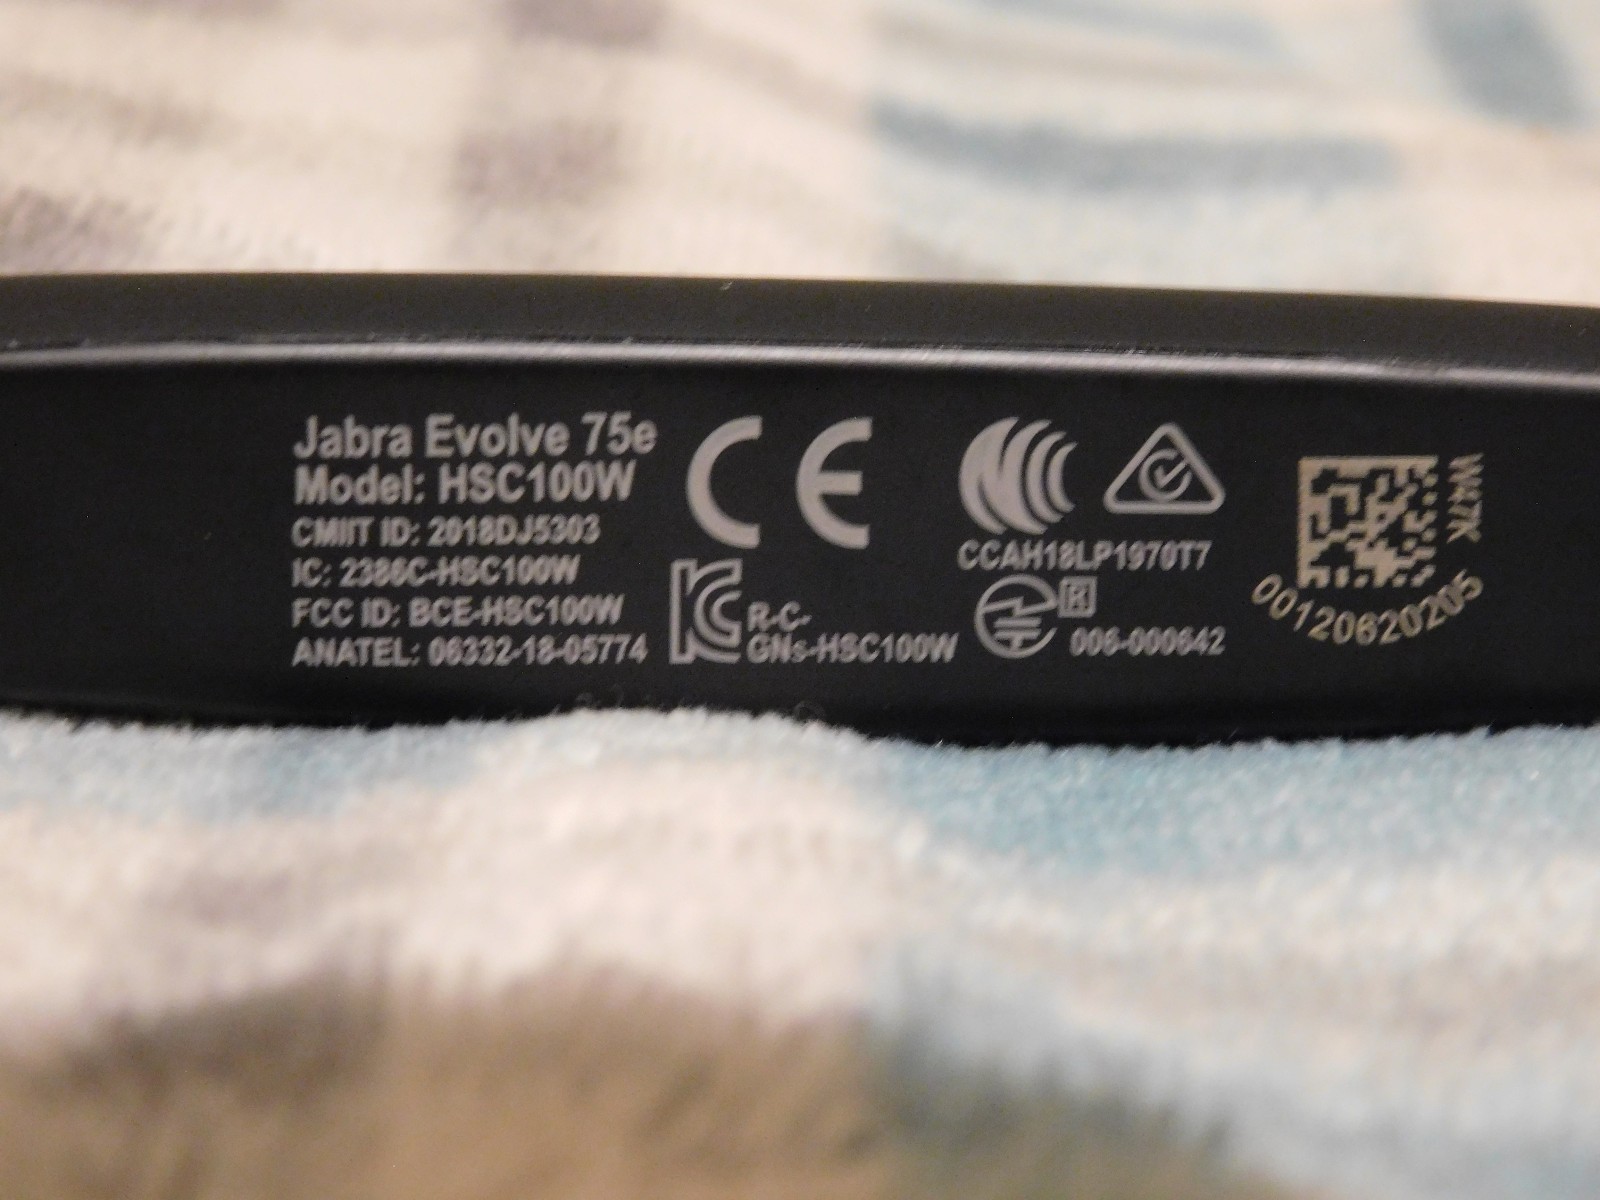 Jabra Evolve 75e
Model: HSC100W
CMIIT ID: 2018DJ5303
IC: 2386C-HSC100W
FCC ID: BCE-HSC100W
ANATEL: 06332-18-05774
CE
R-C-
GNs-HSC100W
CCAH18LP1970T7
R
006-000642
W47K
00120620205